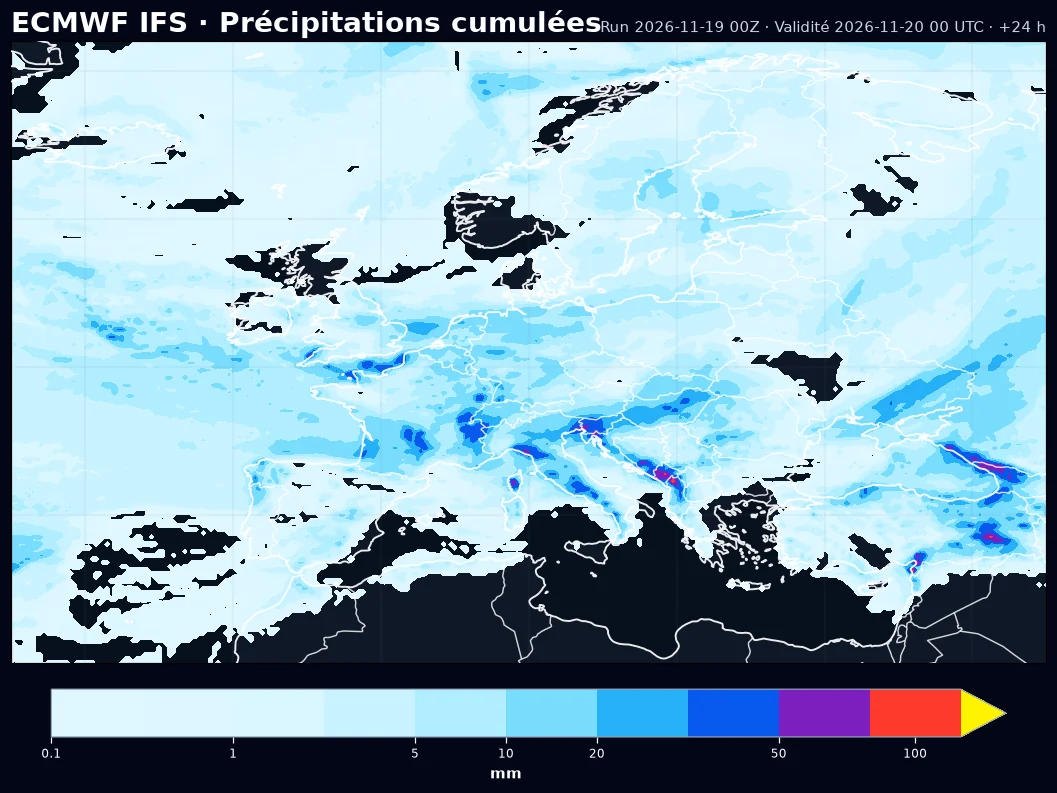 ECMWF IFS · Précipitations cumulées
Run 2026-11-19 00Z · Validité 2026-11-20 00 UTC · +24 h
0.1 1 5 10 20 50 100
mm